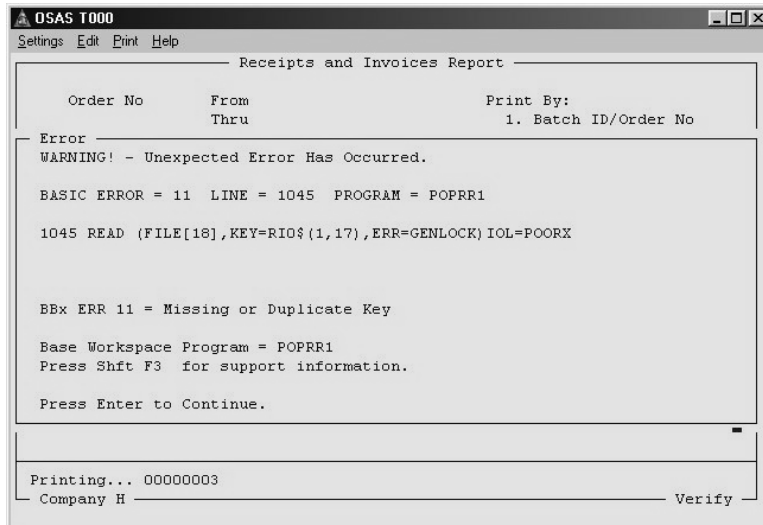 OSAS T000
Settings Edit Print Help
Receipts and Invoices Report
Order No From Print By:
Thru 1. Batch ID/Order No
Error
WARNING! - Unexpected Error Has Occurred.
BASIC ERROR = 11 LINE = 1045 PROGRAM = POPRR1
1045 READ (FILE[18],KEY=RIO$(1,17),ERR=GENLOCK)IOL=POORX
BBx ERR 11 = Missing or Duplicate Key
Base Workspace Program = POPRR1
Press Shft F3 for support information.
Press Enter to Continue.
Printing... 00000003
Company H Verify